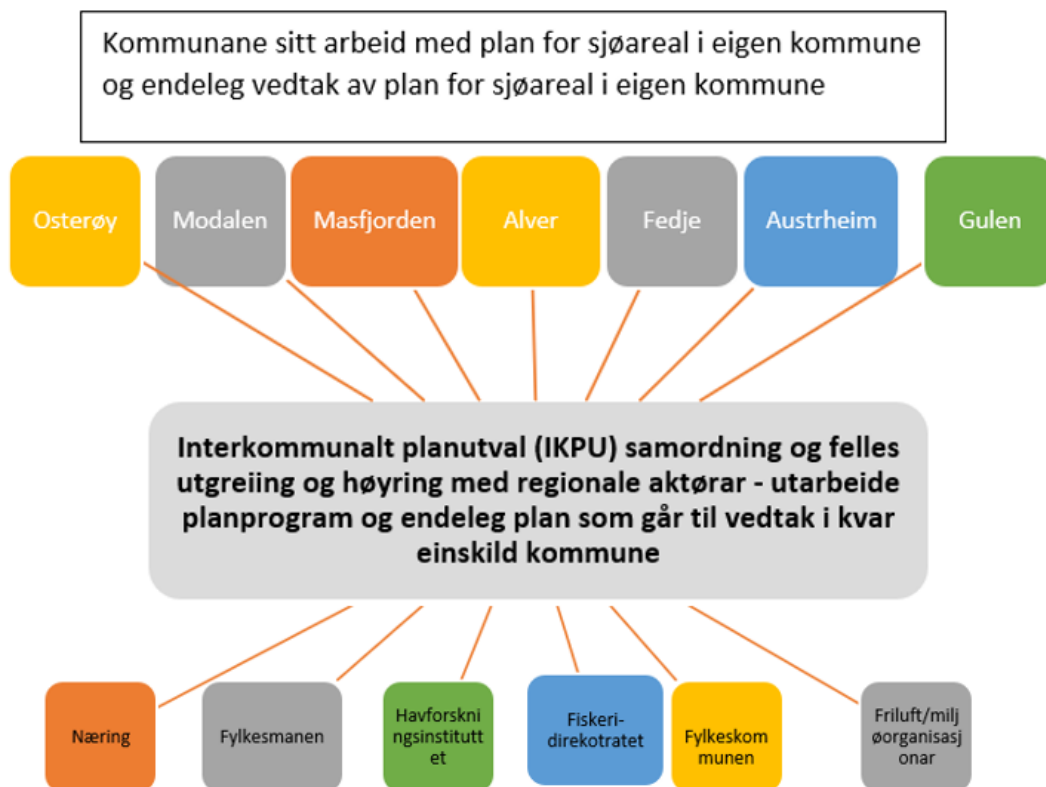 Kommunane sitt arbeid med plan for sjøareal i eigen kommune
og endeleg vedtak av plan for sjøareal i eigen kommune
Osterøy
Modalen
Masfjorden
Alver
Fedje
Austrheim
Gulen
Interkommunalt planutval (IKPU) samordning og felles
utgreiing og høyring med regionale aktørar - utarbeide
planprogram og endeleg plan som går til vedtak i kvar
einskild kommune
Næring
Fylkesmanen
Havforskni
ngsinstitutt
et
Fiskeri-
direkotratet
Fylkeskom
munen
Friluft/milj
øorganisasj
onar